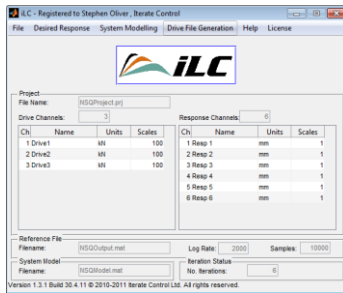 iLC - Registered to Stephen Oliver, Iterate Control
File Desired Response System Modelling Drive File Generation Help License
iLC
Project
File Name: NSQProject.prj
Drive Channels: 3 Response Channels: 6
Ch Name Units Scales Ch Name Units Scales
1 Drive1 kN 100 1 Resp 1 mm 1
2 Drive2 kN 100 2 Resp 2 mm 1
3 Drive3 kN 100 3 Resp 3 mm 1
4 Resp 4 mm 1
5 Resp 5 mm 1
6 Resp 6 mm 1
Reference File
Filename: NSQOutput.mat Log Rate: 2000 Samples: 10000
System Model Iteration Status
Filename: NSQModel.mat No. Iterations: 6
Version 1.3.1 Build 30.4.11 © 2010-2011 Iterate Control Ltd. All rights reserved.